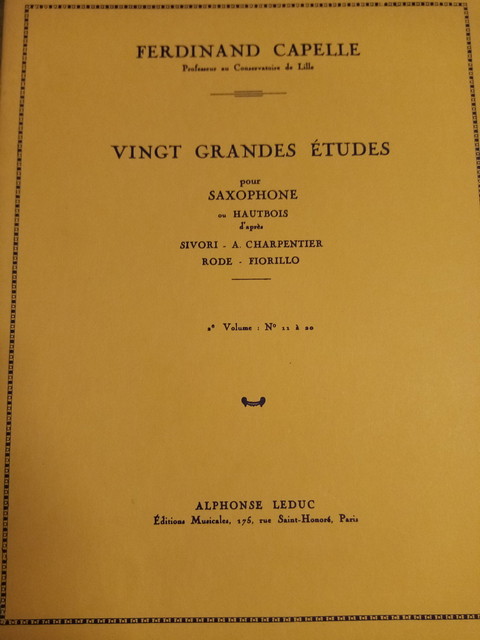 FERDINAND CAPELLE
Professeur au Conservatoire de Lille
VINGT GRANDES ÉTUDES
pour
SAXOPHONE
ou HAUTBOIS
d'après
SIVORI - A. CHARPENTIER
RODE - FIORILLO
2e Volume : No 11 à 20
ALPHONSE LEDUC
Éditions Musicales, 175, rue Saint-Honoré, Paris